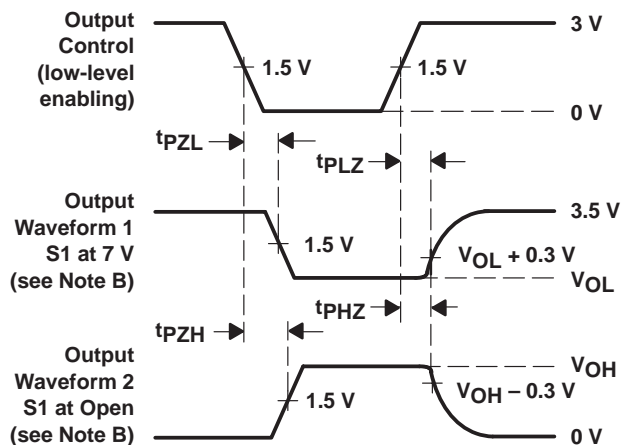 Output
Control
(low-level
enabling)
1.5 V
1.5 V
3 V
0 V
tPZL
tPLZ
Output
Waveform 1
S1 at 7 V
(see Note B)
1.5 V
3.5 V
VOL + 0.3 V
VOL
tPHZ
tPZH
Output
Waveform 2
S1 at Open
(see Note B)
1.5 V
VOH
VOH – 0.3 V
0 V